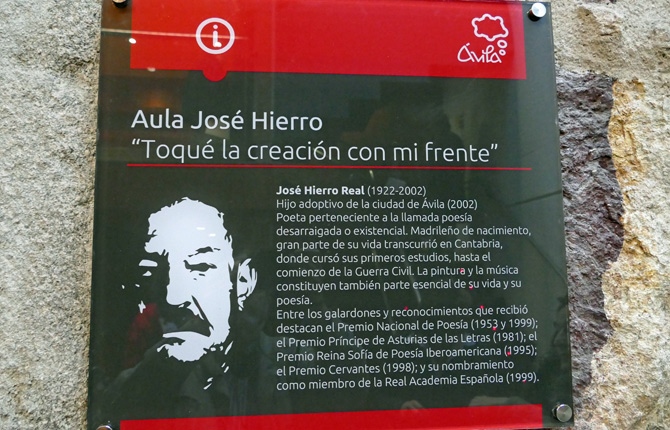 i
Ávila
Aula José Hierro
“Toqué la creación con mi frente”
José Hierro Real (1922-2002)
Hijo adoptivo de la ciudad de Ávila (2002)
Poeta perteneciente a la llamada poesía
desarraigada o existencial. Madrileño de nacimiento,
gran parte de su vida transcurrió en Cantabria,
donde cursó sus primeros estudios, hasta el
comienzo de la Guerra Civil. La pintura y la música
constituyen también parte esencial de su vida y su
poesía.
Entre los galardones y reconocimientos que recibió
destacan el Premio Nacional de Poesía (1953 y 1999);
el Premio Príncipe de Asturias de las Letras (1981); el
Premio Reina Sofía de Poesía Iberoamericana (1995);
el Premio Cervantes (1998); y su nombramiento
como miembro de la Real Academia Española (1999).